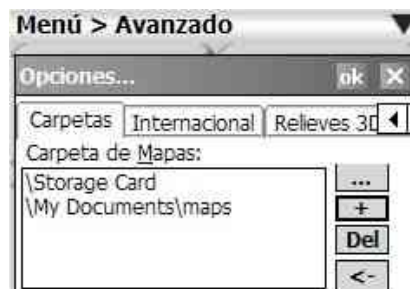 Menú > Avanzado
Opciones... ok X
Carpetas Internacional Relieves 3D
Carpeta de Mapas:
\Storage Card ...
\My Documents\maps +
Del
<-